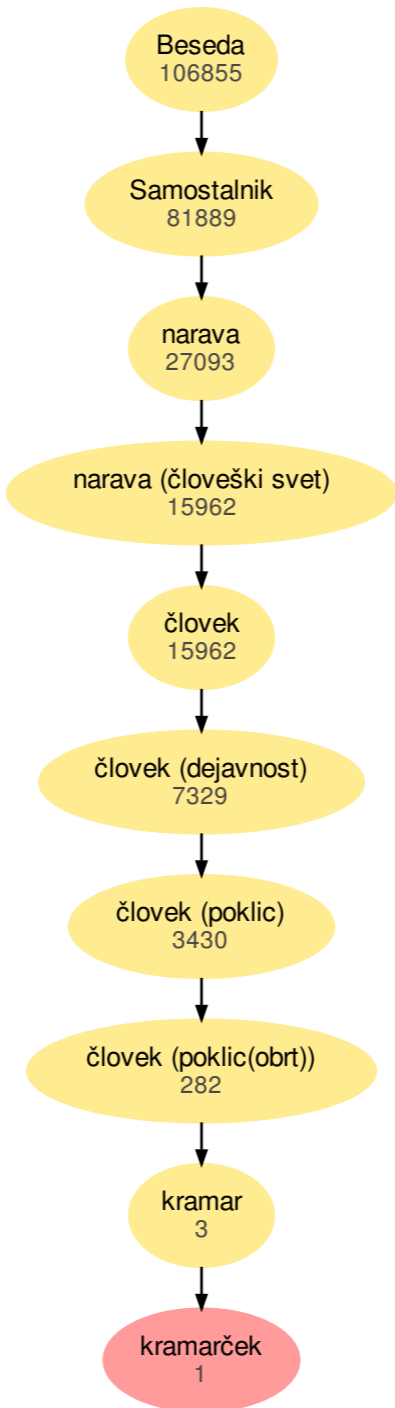 Beseda
106855
Samostalnik
81889
narava
27093
narava (človeški svet)
15962
človek
15962
človek (dejavnost)
7329
človek (poklic)
3430
človek (poklic(obrt))
282
kramar
3
kramarček
1